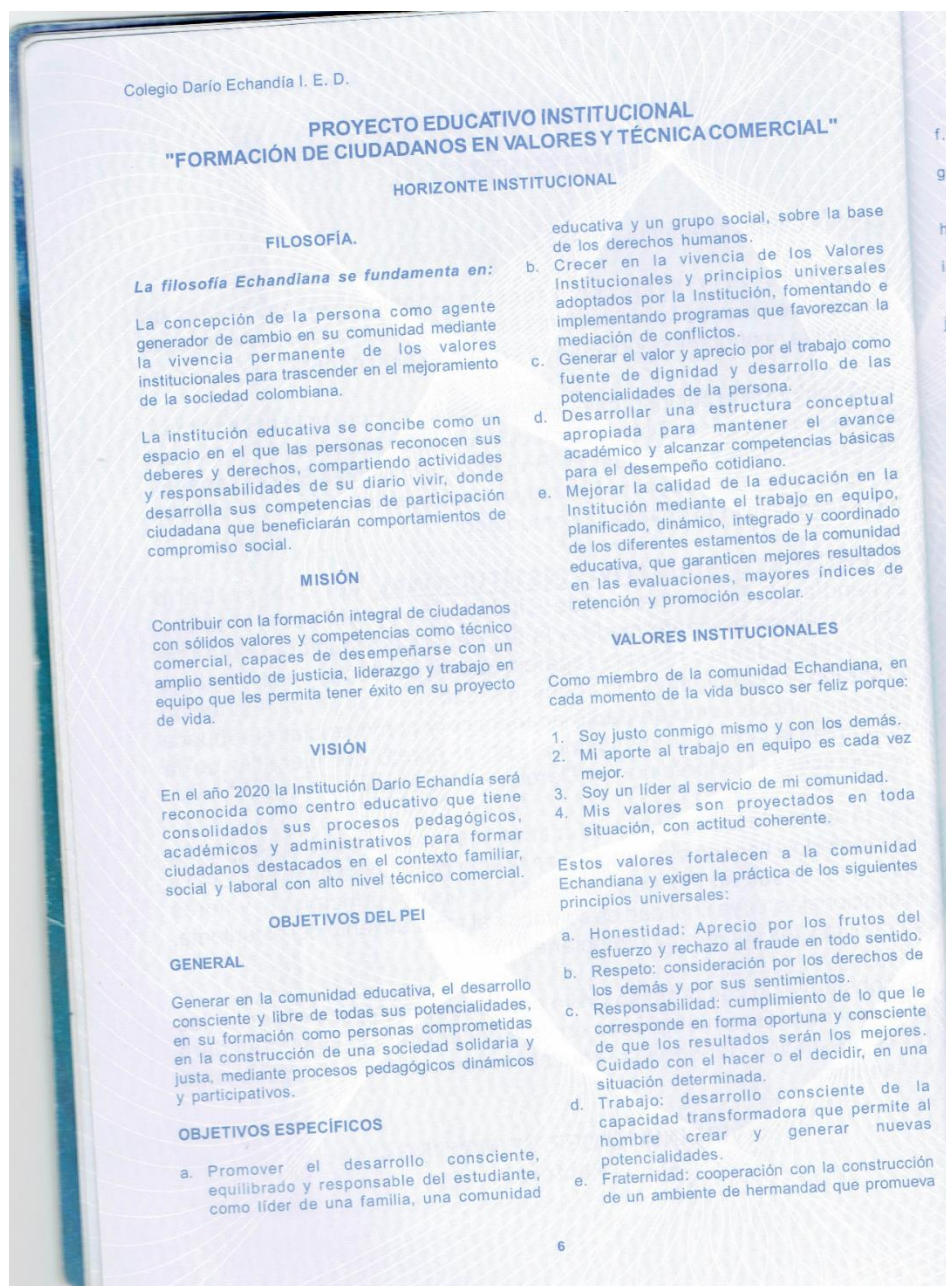 Colegio Darío Echandía I. E. D.
PROYECTO EDUCATIVO INSTITUCIONAL
"FORMACIÓN DE CIUDADANOS EN VALORES Y TÉCNICA COMERCIAL"
HORIZONTE INSTITUCIONAL
FILOSOFÍA.
La filosofía Echandiana se fundamenta en:
La concepción de la persona como agente
generador de cambio en su comunidad mediante
la vivencia permanente de los valores
institucionales para trascender en el mejoramiento
de la sociedad colombiana.
La institución educativa se concibe como un
espacio en el que las personas reconocen sus
deberes y derechos, compartiendo actividades
y responsabilidades de su diario vivir, donde
desarrolla sus competencias de participación
ciudadana que beneficiarán comportamientos de
compromiso social.
MISIÓN
Contribuir con la formación integral de ciudadanos
con sólidos valores y competencias como técnico
comercial, capaces de desempeñarse con un
amplio sentido de justicia, liderazgo y trabajo en
equipo que les permita tener éxito en su proyecto
de vida.
VISIÓN
En el año 2020 la Institución Darío Echandía será
reconocida como centro educativo que tiene
consolidados sus procesos pedagógicos,
académicos y administrativos para formar
ciudadanos destacados en el contexto familiar,
social y laboral con alto nivel técnico comercial.
OBJETIVOS DEL PEI
GENERAL
Generar en la comunidad educativa, el desarrollo
consciente y libre de todas sus potencialidades,
en su formación como personas comprometidas
en la construcción de una sociedad solidaria y
justa, mediante procesos pedagógicos dinámicos
y participativos.
OBJETIVOS ESPECÍFICOS
a. Promover el desarrollo consciente,
equilibrado y responsable del estudiante,
como líder de una familia, una comunidad
educativa y un grupo social, sobre la base
de los derechos humanos.
b. Crecer en la vivencia de los Valores
Institucionales y principios universales
adoptados por la Institución, fomentando e
implementando programas que favorezcan la
mediación de conflictos.
c. Generar el valor y aprecio por el trabajo como
fuente de dignidad y desarrollo de las
potencialidades de la persona.
d. Desarrollar una estructura conceptual
apropiada para mantener el avance
académico y alcanzar competencias básicas
para el desempeño cotidiano.
e. Mejorar la calidad de la educación en la
Institución mediante el trabajo en equipo,
planificado, dinámico, integrado y coordinado
de los diferentes estamentos de la comunidad
educativa, que garanticen mejores resultados
en las evaluaciones, mayores índices de
retención y promoción escolar.
VALORES INSTITUCIONALES
Como miembro de la comunidad Echandiana, en
cada momento de la vida busco ser feliz porque:
1. Soy justo conmigo mismo y con los demás.
2. Mi aporte al trabajo en equipo es cada vez
mejor.
3. Soy un líder al servicio de mi comunidad.
4. Mis valores son proyectados en toda
situación, con actitud coherente.
Estos valores fortalecen a la comunidad
Echandiana y exigen la práctica de los siguientes
principios universales:
a. Honestidad: Aprecio por los frutos del
esfuerzo y rechazo al fraude en todo sentido.
b. Respeto: consideración por los derechos de
los demás y por sus sentimientos.
c. Responsabilidad: cumplimiento de lo que le
corresponde en forma oportuna y consciente
de que los resultados serán los mejores.
Cuidado con el hacer o el decidir, en una
situación determinada.
d. Trabajo: desarrollo consciente de la
capacidad transformadora que permite al
hombre crear y generar nuevas
potencialidades.
e. Fraternidad: cooperación con la construcción
de un ambiente de hermandad que promueva
6
f.
g
h
i